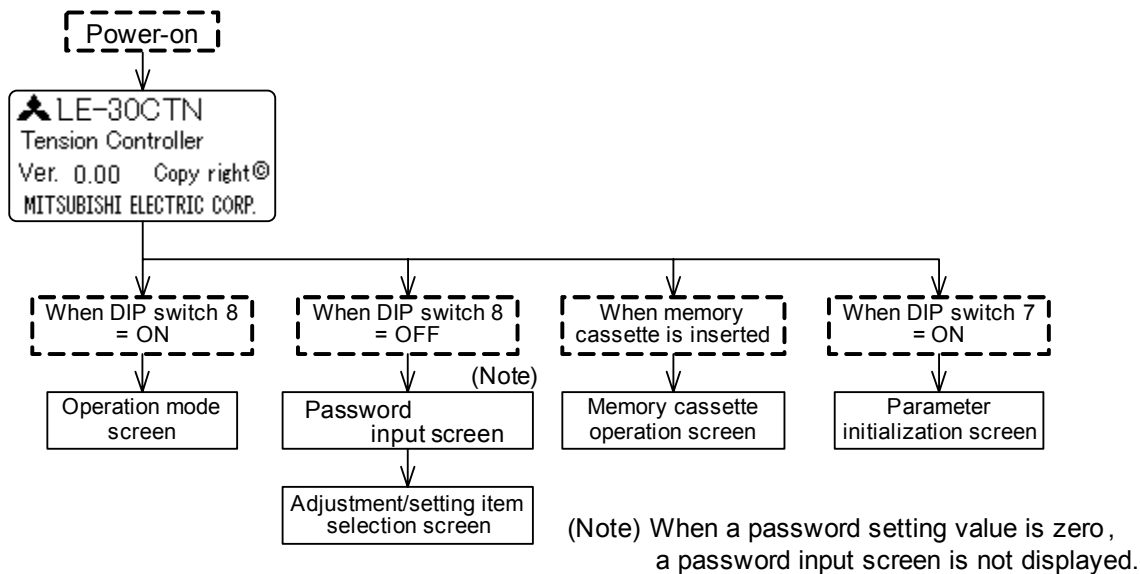 Power-on
LE-30CTN
Tension Controller
Ver. 0.00 Copy right©
MITSUBISHI ELECTRIC CORP.
When DIP switch 8
= ON
When DIP switch 8
= OFF
When memory
cassette is inserted
When DIP switch 7
= ON
(Note)
Operation mode
screen
Password
input screen
Memory cassette
operation screen
Parameter
initialization screen
Adjustment/setting item
selection screen
(Note) When a password setting value is zero,
a password input screen is not displayed.